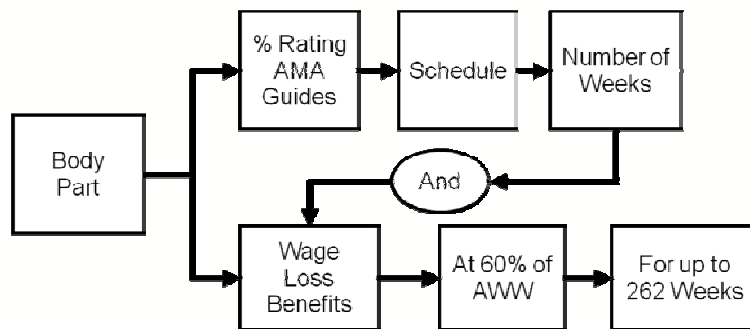 % Rating
AMA
Guides
Schedule
Number of
Weeks
Body
Part
And
Wage
Loss
Benefits
At 60% of
AWW
For up to
262 Weeks